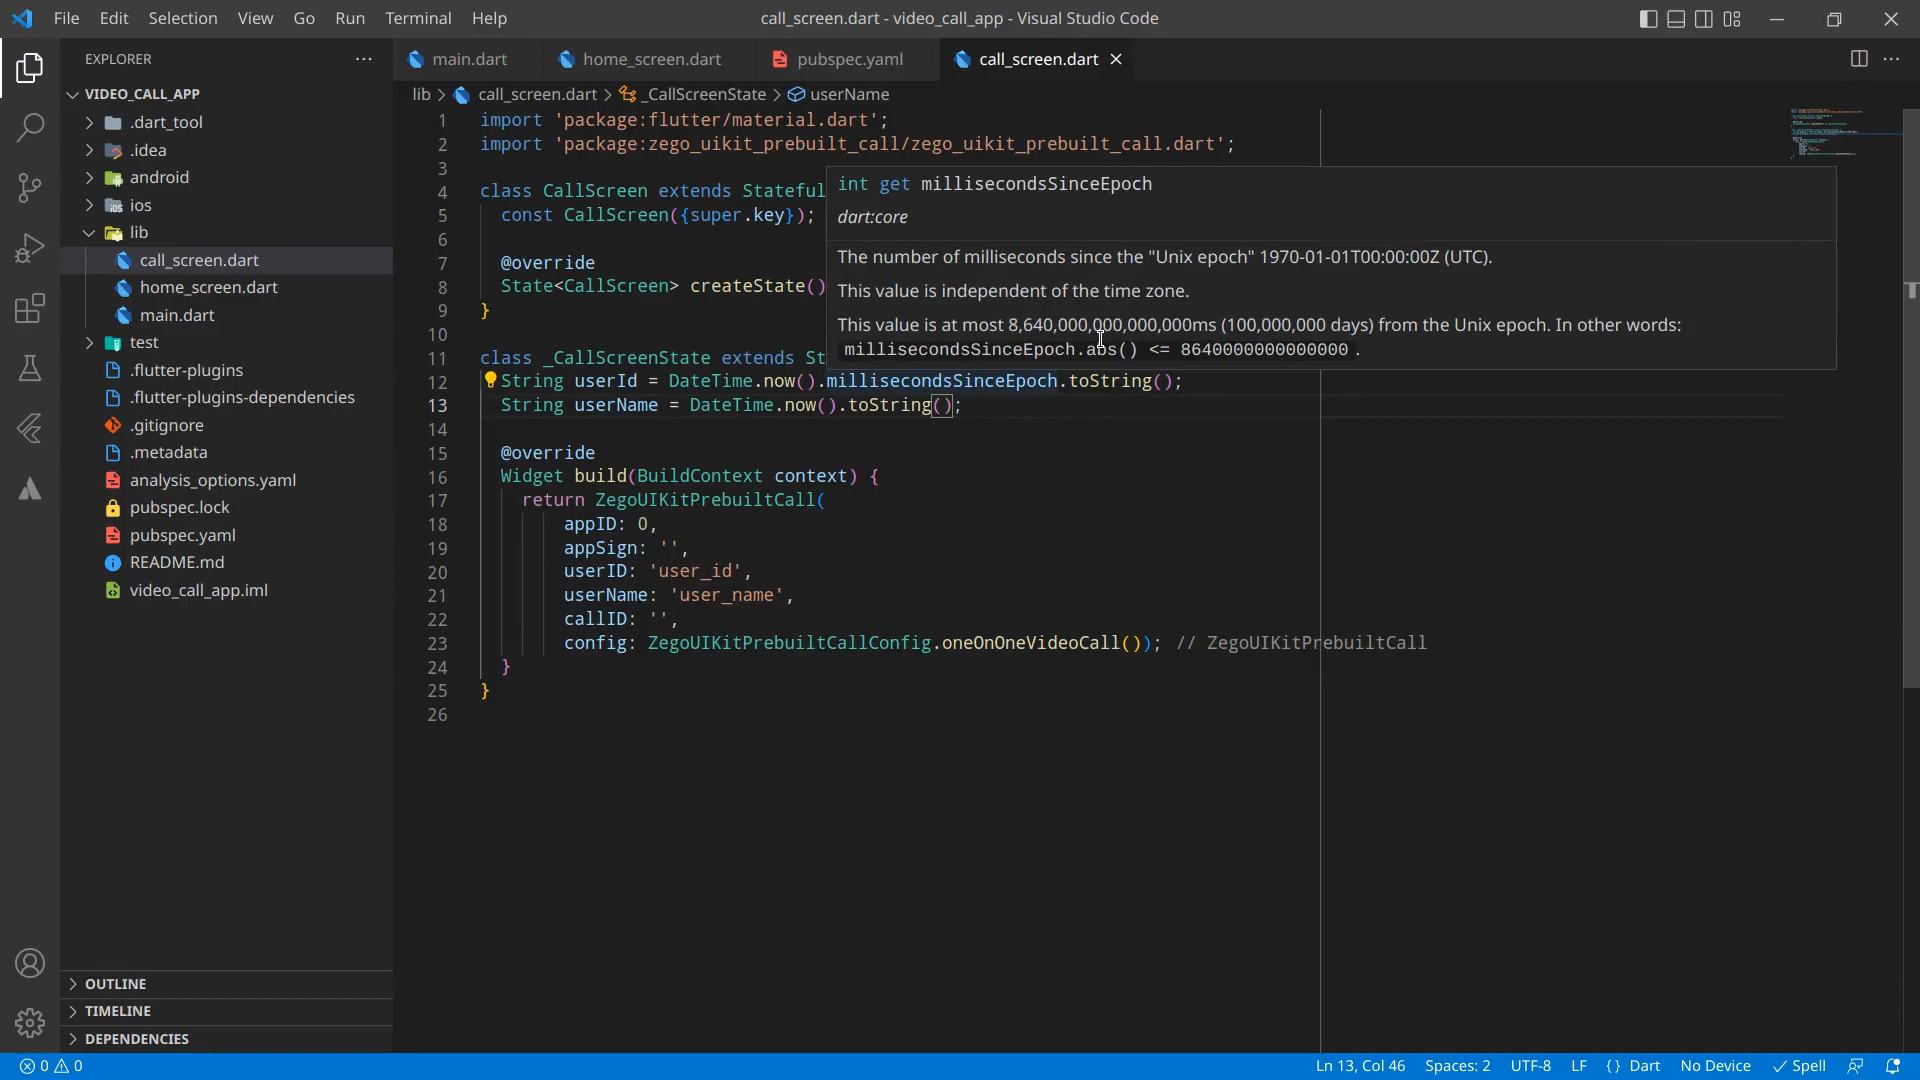 File Edit Selection View Go Run Terminal Help
call_screen.dart - video_call_app - Visual Studio Code
EXPLORER
VIDEO_CALL_APP
.dart_tool
.idea
android
ios
lib
call_screen.dart
home_screen.dart
main.dart
test
.flutter-plugins
.flutter-plugins-dependencies
.gitignore
.metadata
analysis_options.yaml
pubspec.lock
pubspec.yaml
README.md
video_call_app.iml
OUTLINE
TIMELINE
DEPENDENCIES
main.dart home_screen.dart pubspec.yaml call_screen.dart
lib > call_screen.dart > _CallScreenState > userName
1 import 'package:flutter/material.dart';
2 import 'package:zego_uikit_prebuilt_call/zego_uikit_prebuilt_call.dart';
3
4 class CallScreen extends Stateful
5 const CallScreen({super.key});
6
7 @override
8 State<CallScreen> createState()
9 }
10
11 class _CallScreenState extends St
12 String userId = DateTime.now().millisecondsSinceEpoch.toString();
13 String userName = DateTime.now().toString();
14
15 @override
16 Widget build(BuildContext context) {
17 return ZegoUIKitPrebuiltCall(
18 appID: 0,
19 appSign: '',
20 userID: 'user_id',
21 userName: 'user_name',
22 callID: '',
23 config: ZegoUIKitPrebuiltCallConfig.oneOnOneVideoCall()); // ZegoUIKitPrebuiltCall
24 }
25 }
26
int get millisecondsSinceEpoch
dart:core
The number of milliseconds since the "Unix epoch" 1970-01-01T00:00:00Z (UTC).
This value is independent of the time zone.
This value is at most 8,640,000,000,000,000ms (100,000,000 days) from the Unix epoch. In other words:
millisecondsSinceEpoch.abs() <= 8640000000000000 .
0 0 Ln 13, Col 46 Spaces: 2 UTF-8 LF { } Dart No Device Spell